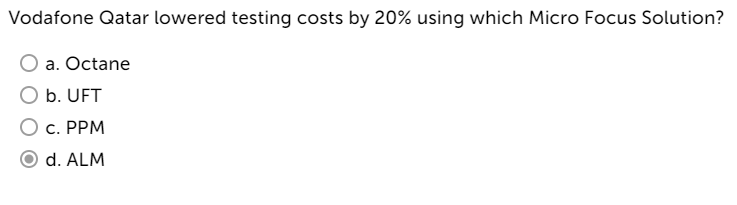 Vodafone Qatar lowered testing costs by 20% using which Micro Focus Solution?
a. Octane
b. UFT
c. PPM
d. ALM